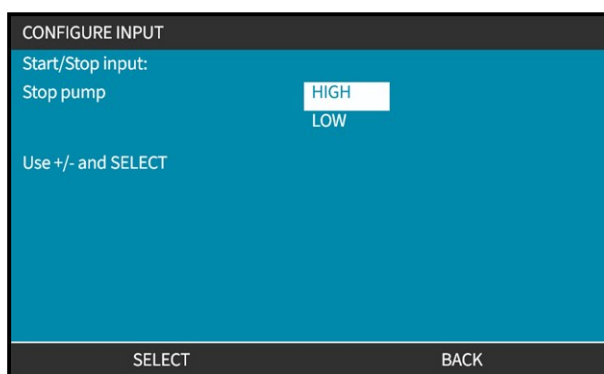 CONFIGURE INPUT
Start/Stop input:
Stop pump HIGH
LOW
Use +/- and SELECT
SELECT BACK